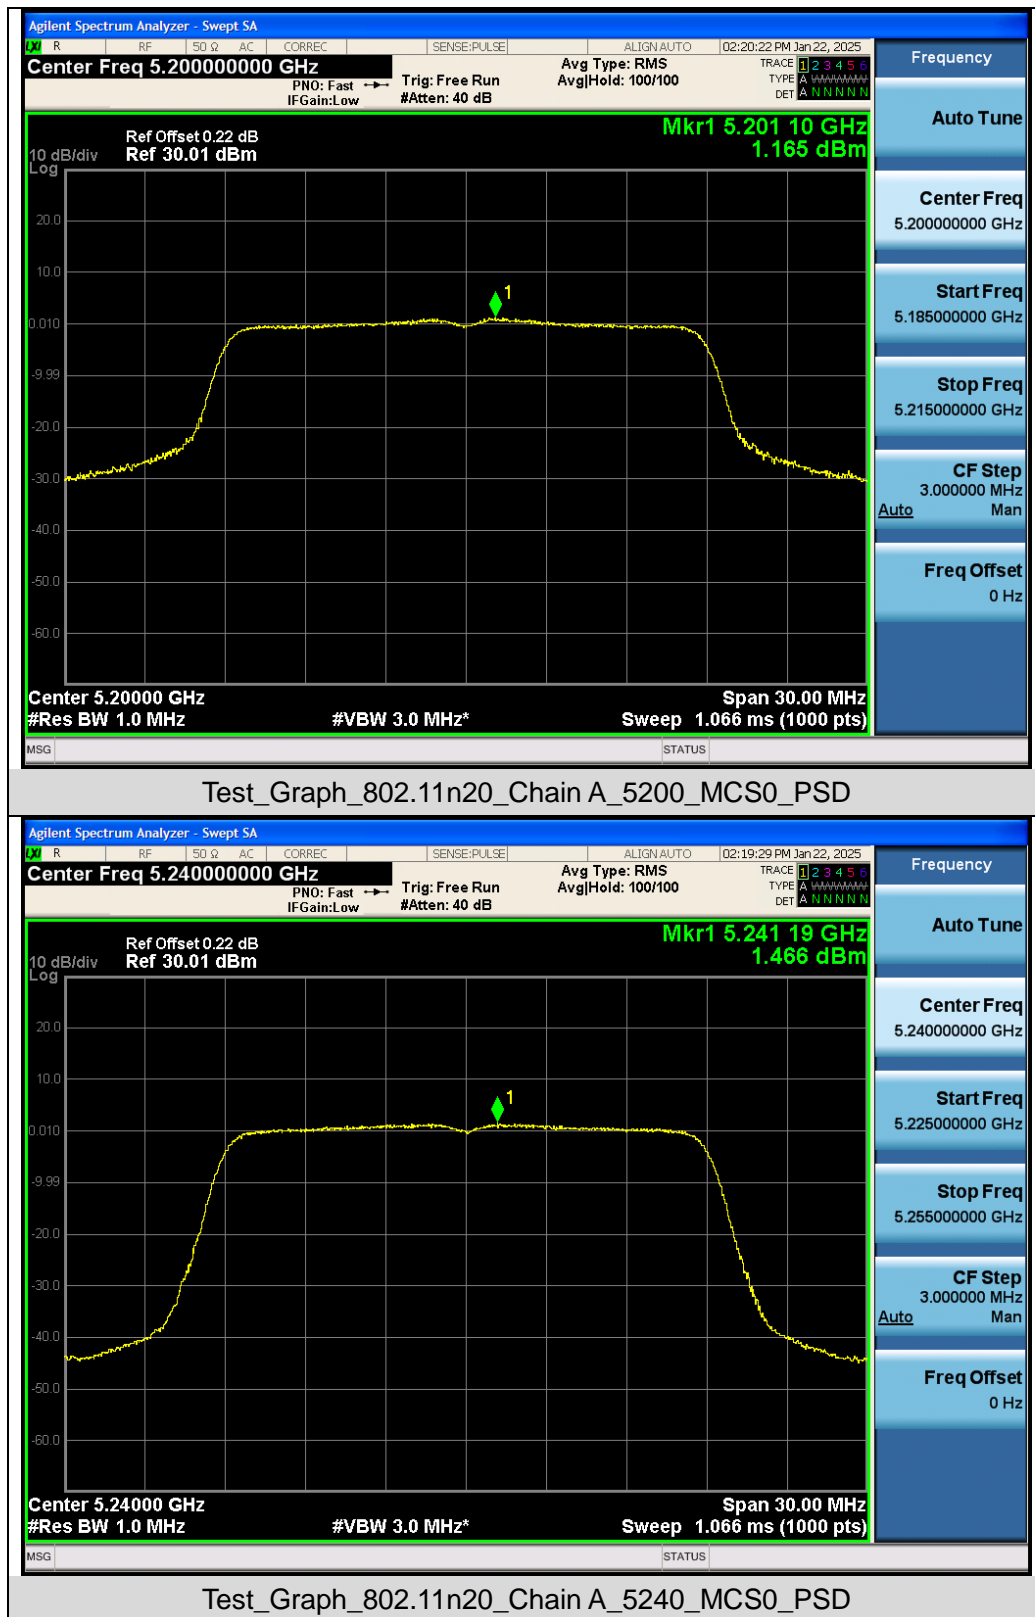 Agilent Spectrum Analyzer - Swept SA
LXI R RF 50 Ω AC CORREC SENSE:PULSE ALIGN AUTO 02:20:22 PM Jan 22, 2025
Center Freq 5.200000000 GHz
PNO: Fast
IFGain:Low
Trig: Free Run
#Atten: 40 dB
Avg Type: RMS
Avg|Hold: 100/100
TRACE 1 2 3 4 5 6
TYPE A WWWWW
DET A N N N N N
Frequency
Auto Tune
Center Freq
5.200000000 GHz
Start Freq
5.185000000 GHz
Stop Freq
5.215000000 GHz
CF Step
3.000000 MHz
Auto Man
Freq Offset
0 Hz
Mkr1 5.201 10 GHz
1.165 dBm
Ref Offset 0.22 dB
10 dB/div Ref 30.01 dBm
Log
20.0
10.0
0.010
-9.99
-20.0
-30.0
-40.0
-50.0
-60.0
1
Center 5.20000 GHz Span 30.00 MHz
#Res BW 1.0 MHz #VBW 3.0 MHz* Sweep 1.066 ms (1000 pts)
MSG STATUS
Test_Graph_802.11n20_Chain A_5200_MCS0_PSD
Agilent Spectrum Analyzer - Swept SA
LXI R RF 50 Ω AC CORREC SENSE:PULSE ALIGN AUTO 02:19:29 PM Jan 22, 2025
Center Freq 5.240000000 GHz
PNO: Fast
IFGain:Low
Trig: Free Run
#Atten: 40 dB
Avg Type: RMS
Avg|Hold: 100/100
TRACE 1 2 3 4 5 6
TYPE A WWWWW
DET A N N N N N
Frequency
Auto Tune
Center Freq
5.240000000 GHz
Start Freq
5.225000000 GHz
Stop Freq
5.255000000 GHz
CF Step
3.000000 MHz
Auto Man
Freq Offset
0 Hz
Mkr1 5.241 19 GHz
1.466 dBm
Ref Offset 0.22 dB
10 dB/div Ref 30.01 dBm
Log
20.0
10.0
0.010
-9.99
-20.0
-30.0
-40.0
-50.0
-60.0
1
Center 5.24000 GHz Span 30.00 MHz
#Res BW 1.0 MHz #VBW 3.0 MHz* Sweep 1.066 ms (1000 pts)
MSG STATUS
Test_Graph_802.11n20_Chain A_5240_MCS0_PSD